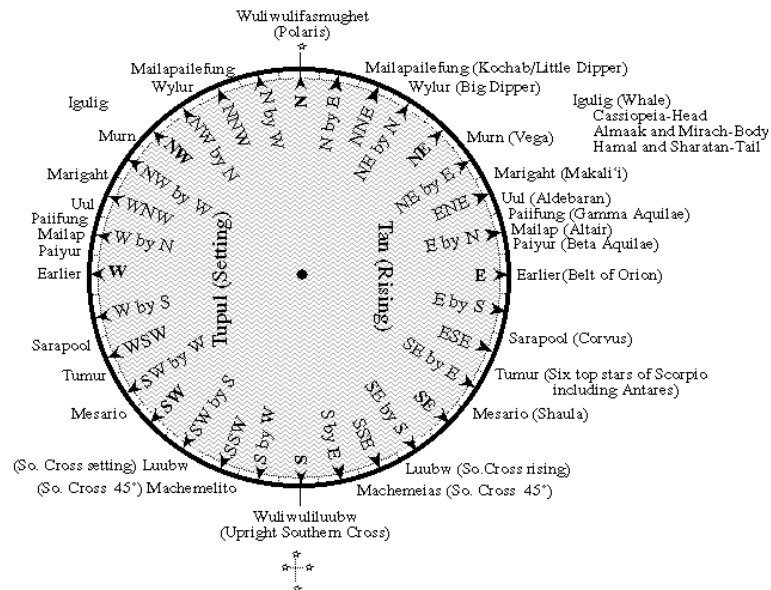 Wuliwulifasmughet
(Polaris)
Mailapailefung
Wylur
Igulig
Murn
Marigaht
Uul
Paiifung
Mailap
Paiyur
Earlier
Sarapool
Tumur
Mesario
(So. Cross setting) Luubw
(So. Cross 45°) Machemelito
Mailapailefung (Kochab/Little Dipper)
Wylur (Big Dipper)
Igulig (Whale)
Cassiopeia-Head
Almaak and Mirach-Body
Hamal and Sharatan-Tail
Murn (Vega)
Marigaht (Makali'i)
Uul (Aldebaran)
Paiifung (Gamma Aquilae)
Mailap (Altair)
Paiyur (Beta Aquilae)
Earlier (Belt of Orion)
Sarapool (Corvus)
Tumur (Six top stars of Scorpio
including Antares)
Mesario (Shaula)
Luubw (So.Cross rising)
Machemeias (So. Cross 45°)
Wuliwuliluubw
(Upright Southern Cross)
N
N by E
NNE
NE by N
NE
NE by E
ENE
E by N
E
E by S
ESE
SE by E
SE
SE by S
SSE
S by E
S
S by W
SSW
SW by S
SW
SW by W
WSW
W by S
W
W by N
WNW
NW by W
NW
NW by N
NNW
N by W
Tupul (Setting)
Tan (Rising)